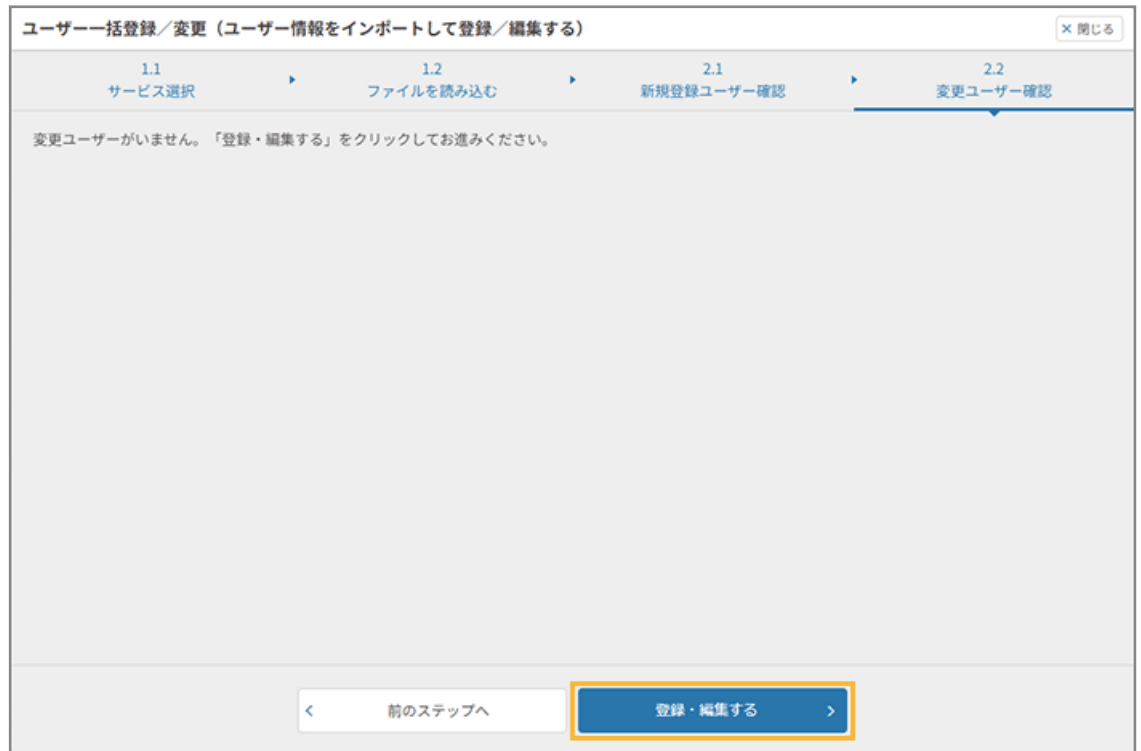 ユーザー一括登録／変更（ユーザー情報をインポートして登録／編集する）
× 閉じる
1.1
サービス選択
1.2
ファイルを読み込む
2.1
新規登録ユーザー確認
2.2
変更ユーザー確認
変更ユーザーがいません。「登録・編集する」をクリックしてお進みください。
前のステップへ
登録・編集する